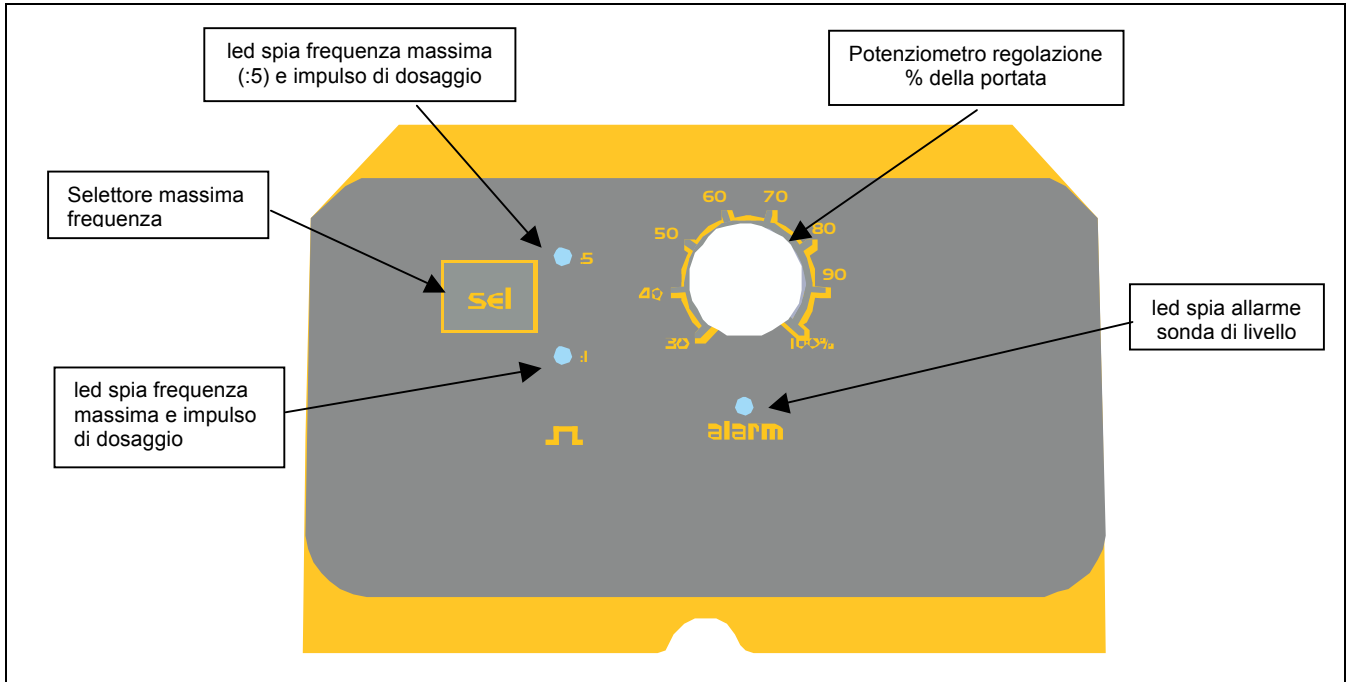 led spia frequenza massima
(:5) e impulso di dosaggio
Potenziometro regolazione
% della portata
Selettore massima
frequenza
60
70
50
80
:5
sel
90
40
led spia allarme
sonda di livello
30
100%
:1
led spia frequenza
massima e impulso
di dosaggio
alarm